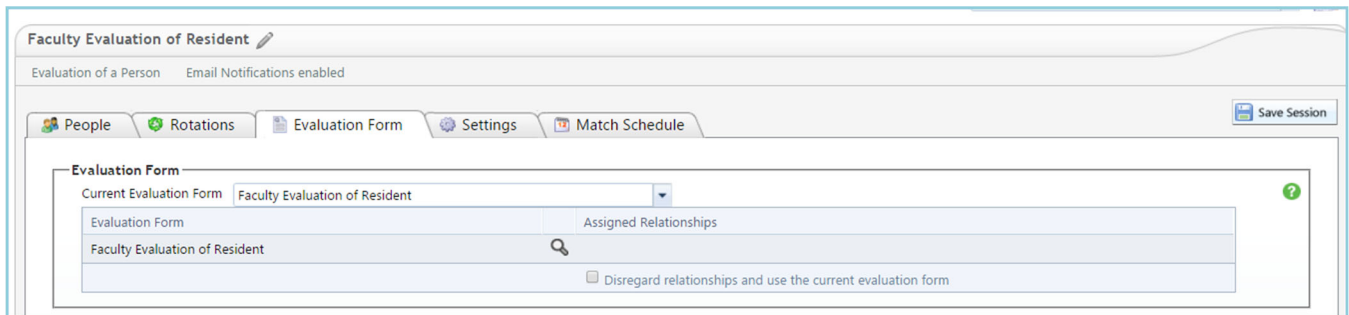 Faculty Evaluation of Resident
Evaluation of a Person Email Notifications enabled
People Rotations Evaluation Form Settings 12 Match Schedule Save Session
Evaluation Form
Current Evaluation Form Faculty Evaluation of Resident ?
Evaluation Form Assigned Relationships
Faculty Evaluation of Resident
Disregard relationships and use the current evaluation form